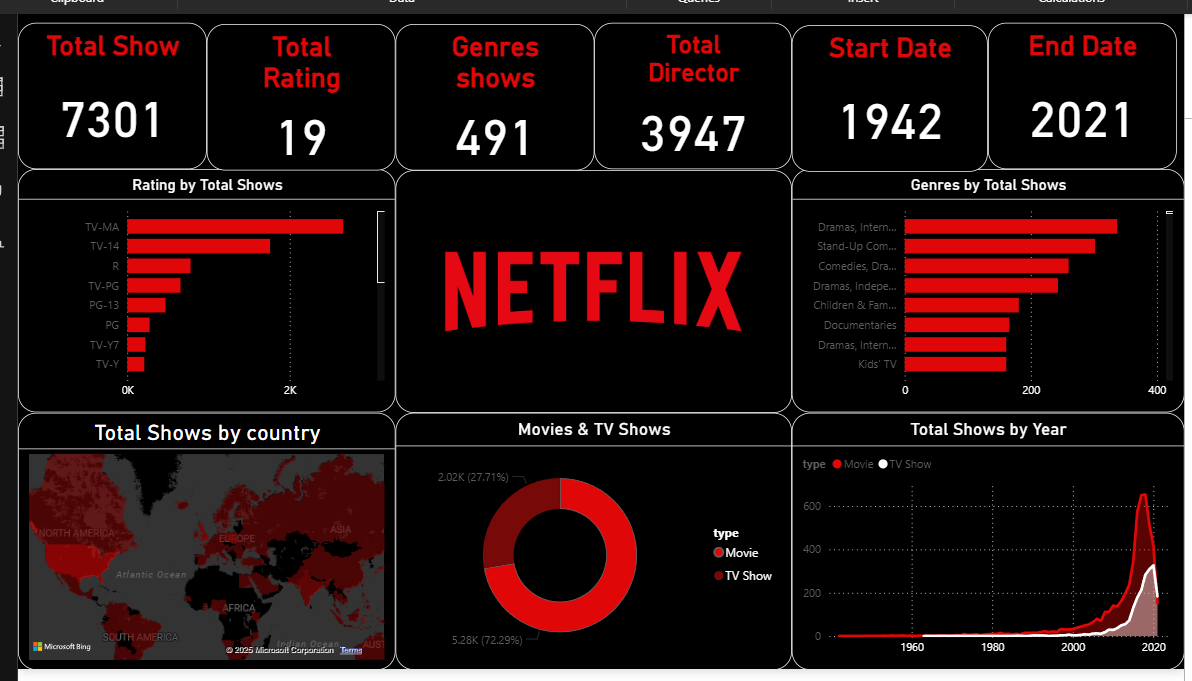 Clipboard
Data
Queries
Insert
Calculations
Total Show
7301
Total
Rating
19
Genres
shows
491
Total
Director
3947
Start Date
1942
End Date
2021
Rating by Total Shows
TV-MA
TV-14
R
TV-PG
PG-13
PG
TV-Y7
TV-Y
0K
2K
NETFLIX
Genres by Total Shows
Dramas, Intern...
Stand-Up Com...
Comedies, Dra...
Dramas, Indepe...
Children & Fam...
Documentaries
Dramas, Intern...
Kids' TV
0
200
400
Total Shows by country
NORTH AMERICA
EUROPE
ASIA
Atlantic Ocean
AFRICA
SOUTH AMERICA
Indian Ocean
AUST
Microsoft Bing
© 2025 Microsoft Corporation Terms
Movies & TV Shows
2.02K (27.71%)
5.28K (72.29%)
type
Movie
TV Show
Total Shows by Year
type Movie TV Show
600
400
200
0
1960
1980
2000
2020